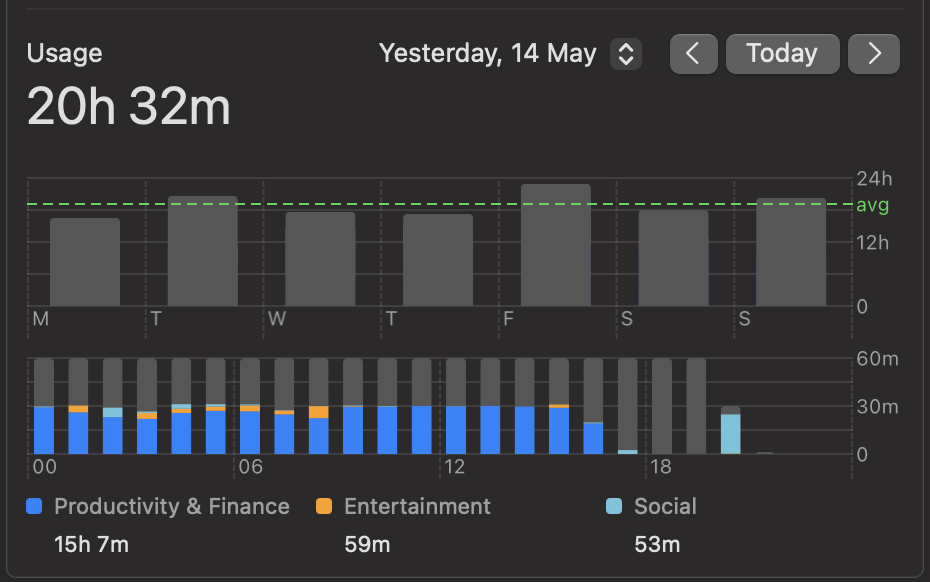 Usage Yesterday, 14 May Today
20h 32m
24h
avg
12h
0
M T W T F S S
60m
30m
0
00 06 12 18
Productivity & Finance Entertainment Social
15h 7m 59m 53m